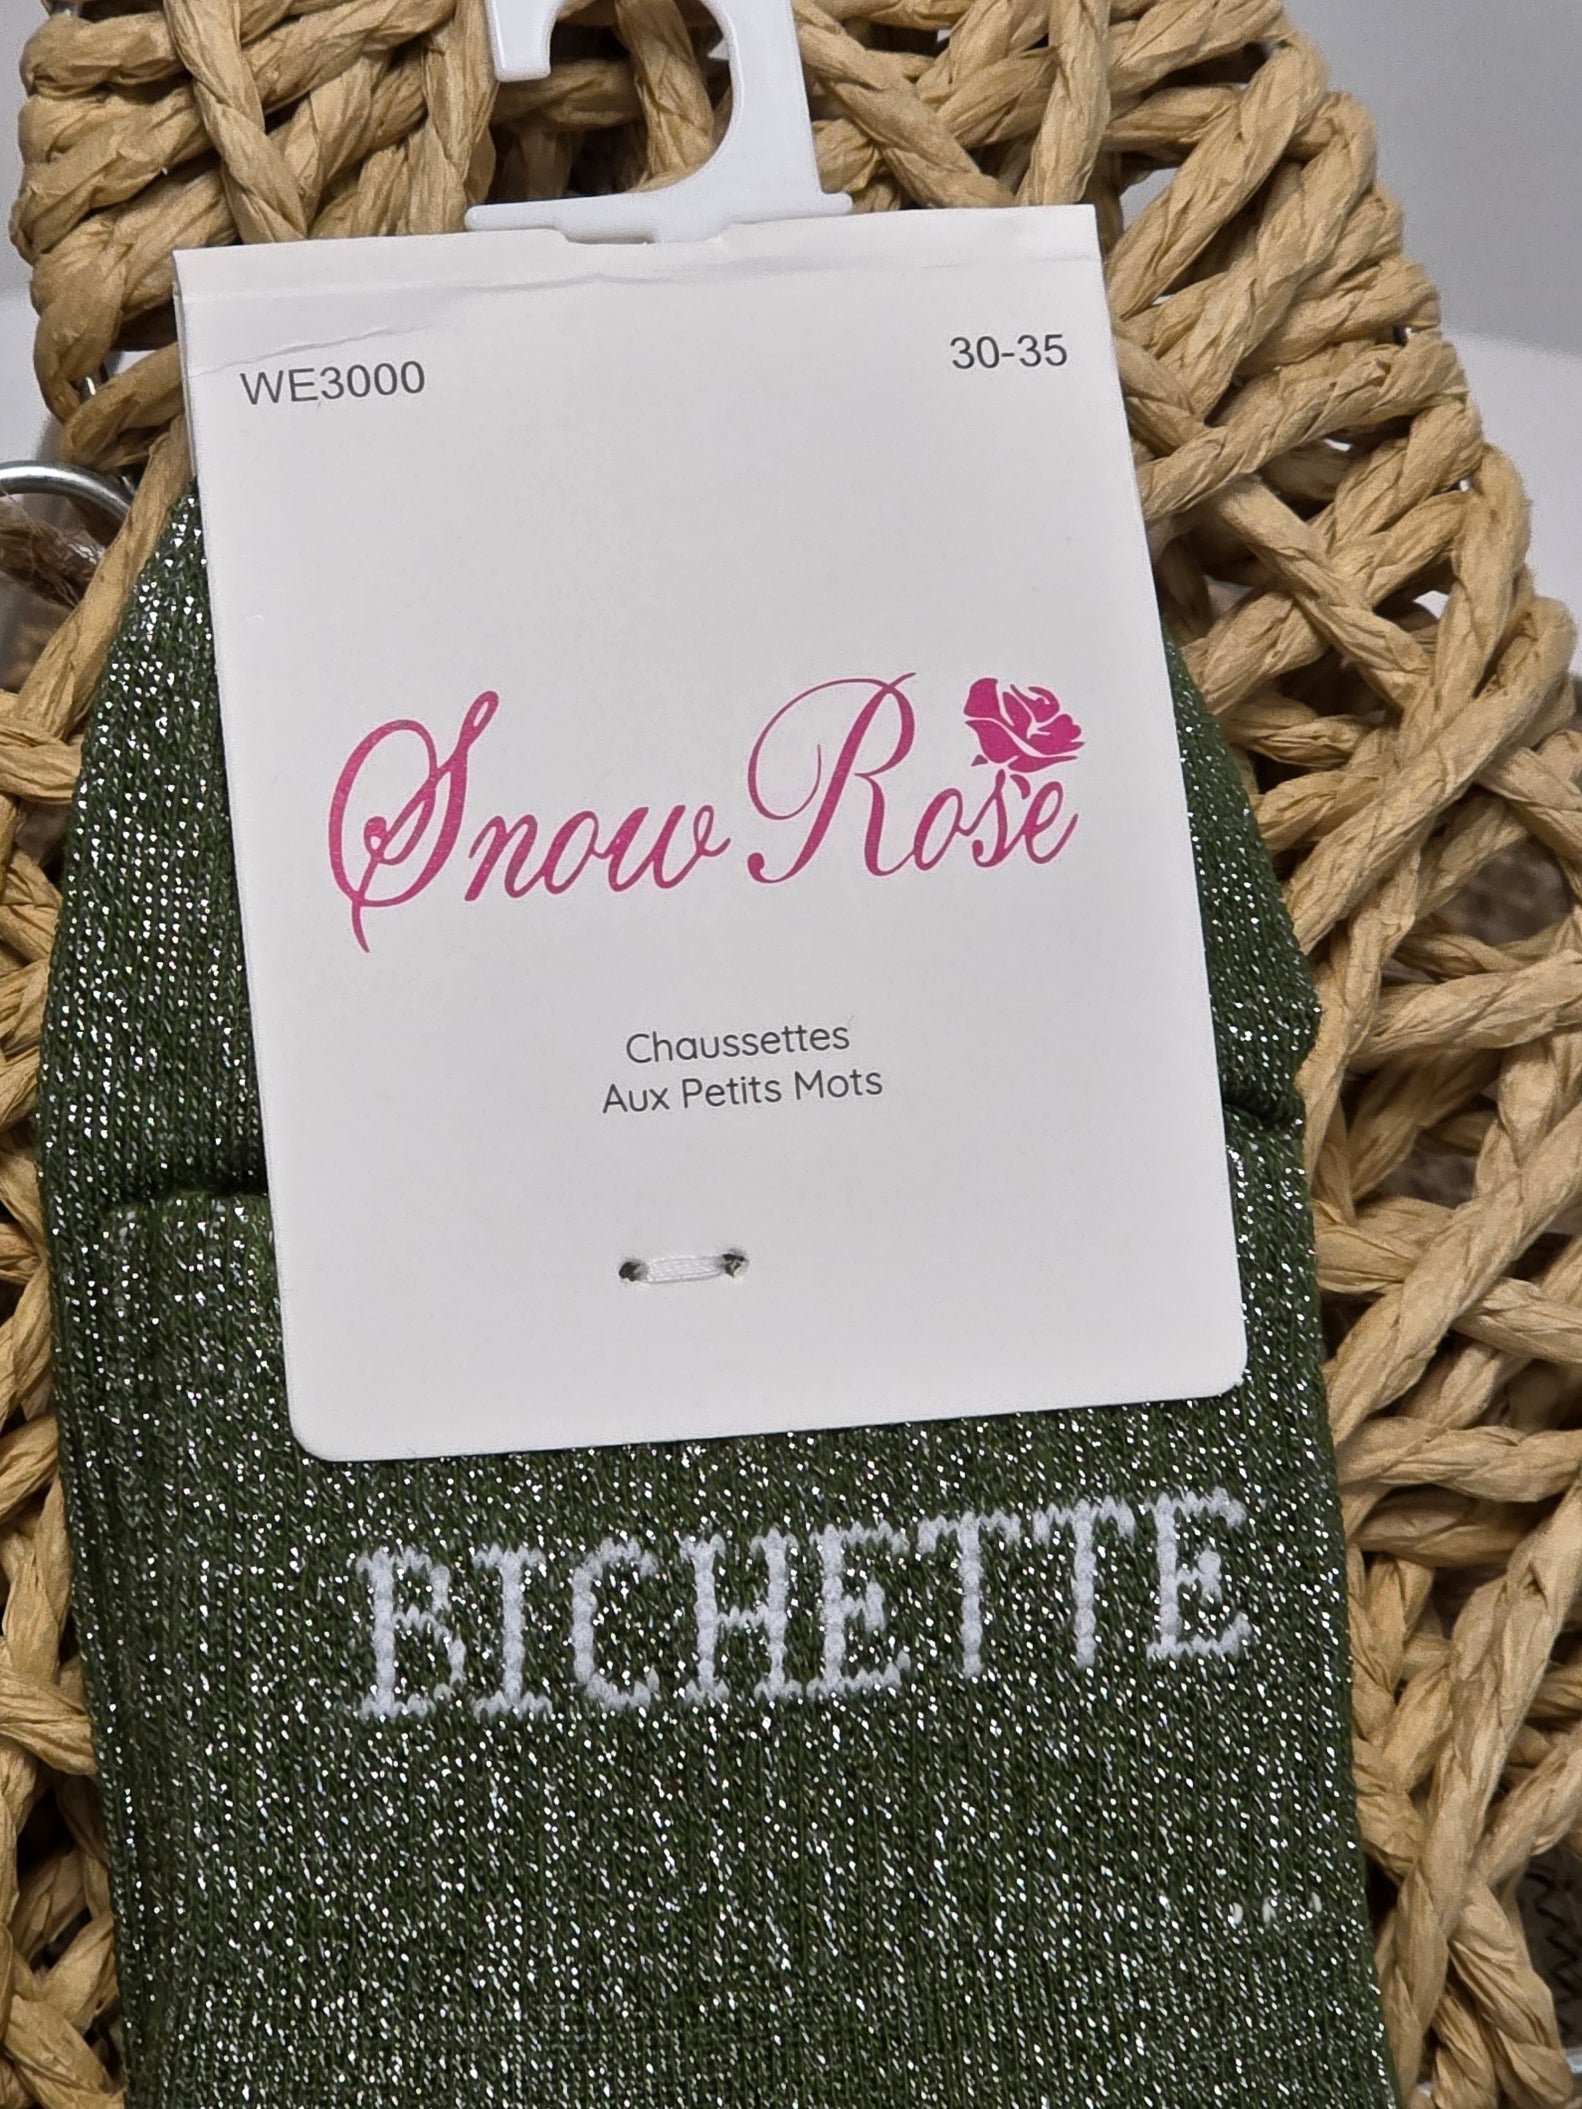 WE3000 30-35
Snow Rose
Chaussettes
Aux Petits Mots
BICHETTE